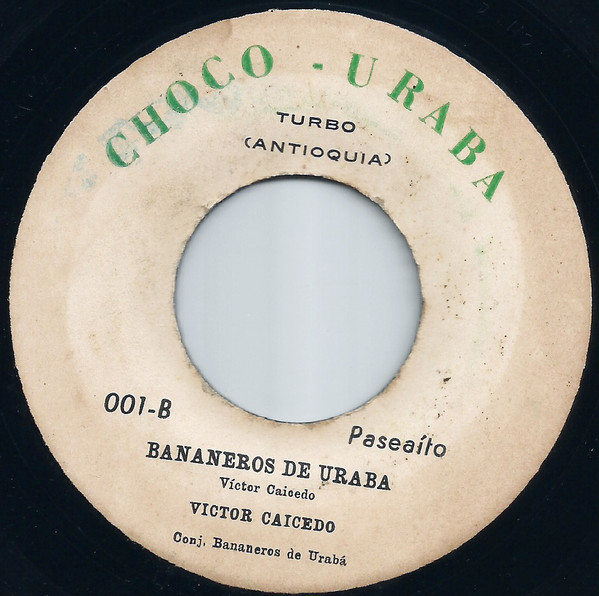 CHOCO - URABA
TURBO
(ANTIOQUIA)
001-B
Paseaíto
BANANEROS DE URABA
Víctor Caicedo
VICTOR CAICEDO
Conj. Bananeros de Urabá